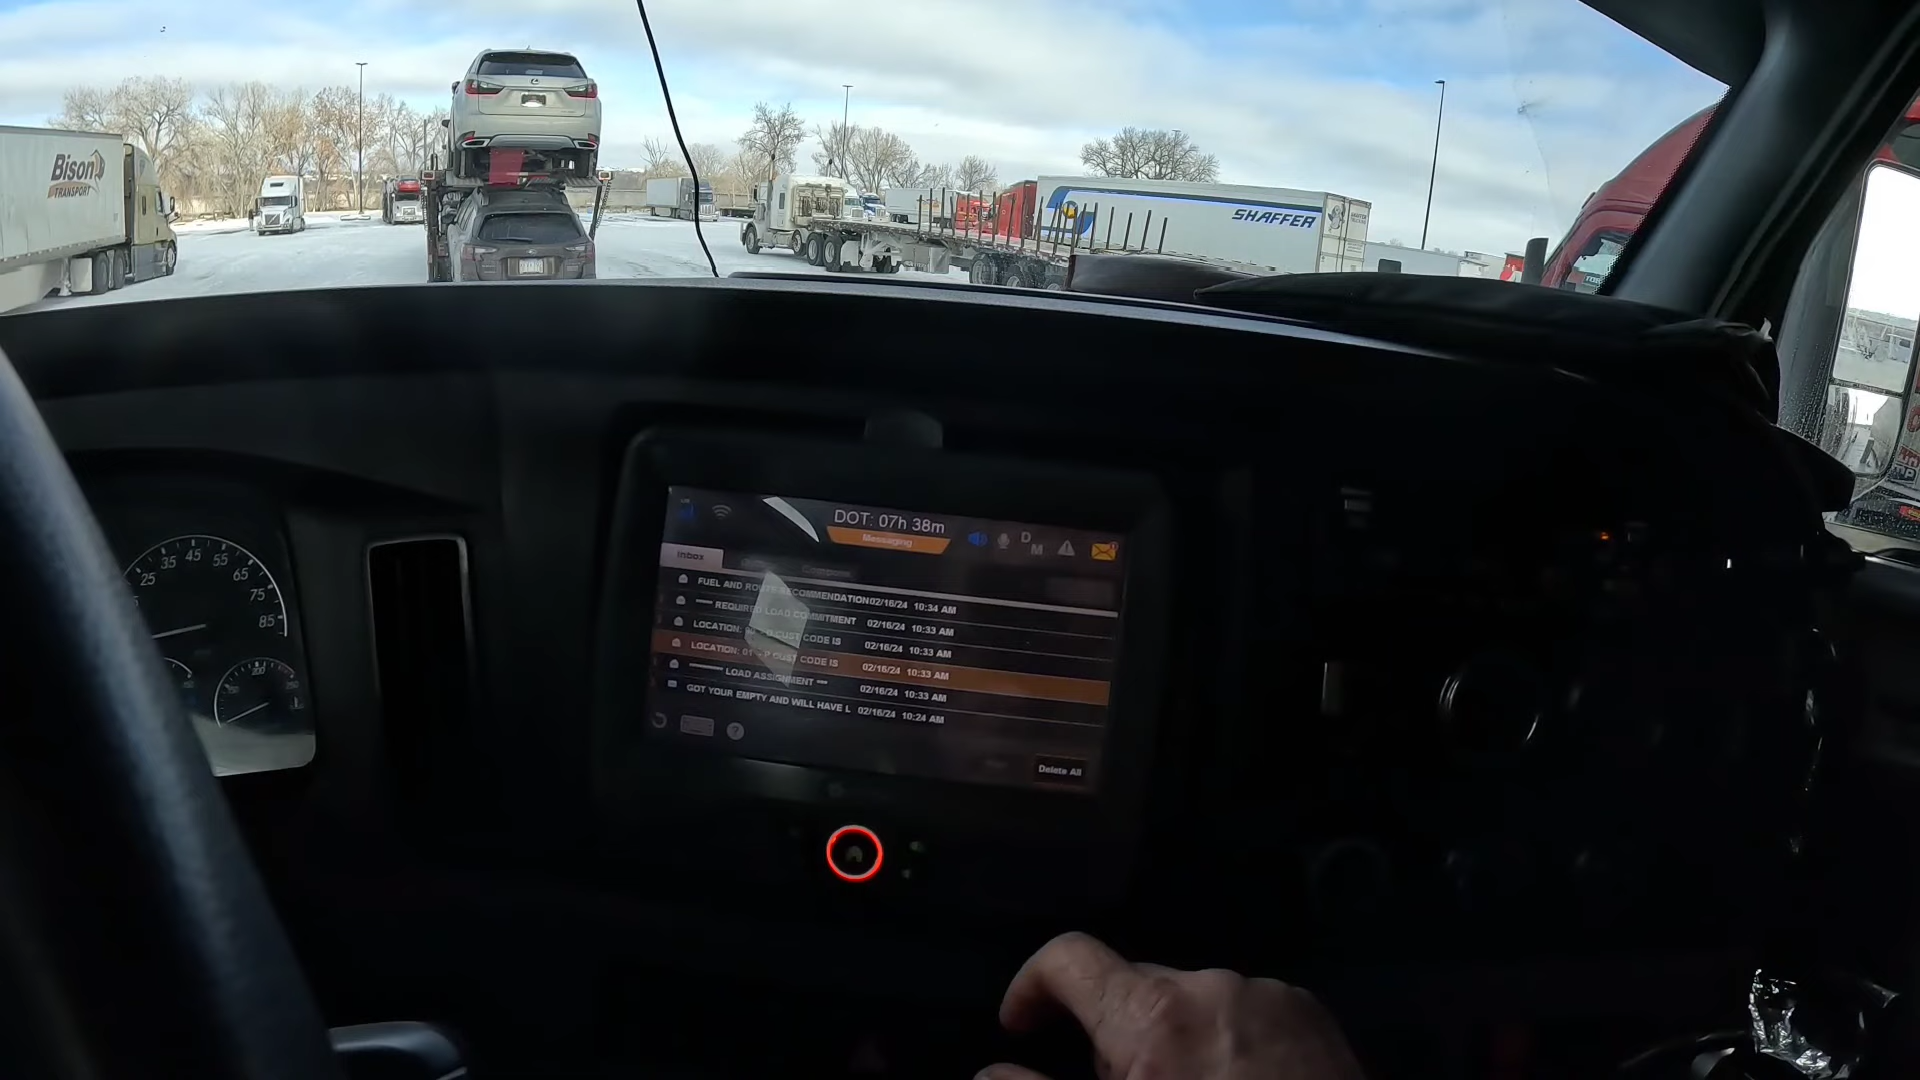 Bison
TRANSPORT
SHAFFER
DOT: 07h 38m
Messaging
D
M
Inbox
FUEL AND ROUTE RECOMMENDATION 02/16/24 10:34 AM
REQUIRED LOAD COMMITMENT 02/16/24 10:33 AM
LOCATION: CUST CODE IS 02/16/24 10:33 AM
LOCATION: 01 - P CUST CODE IS 02/16/24 10:33 AM
LOAD ASSIGNMENT 02/16/24 10:33 AM
GOT YOUR EMPTY AND WILL HAVE L 02/16/24 10:24 AM
?
Delete All
25 35 45 55 65 75 85